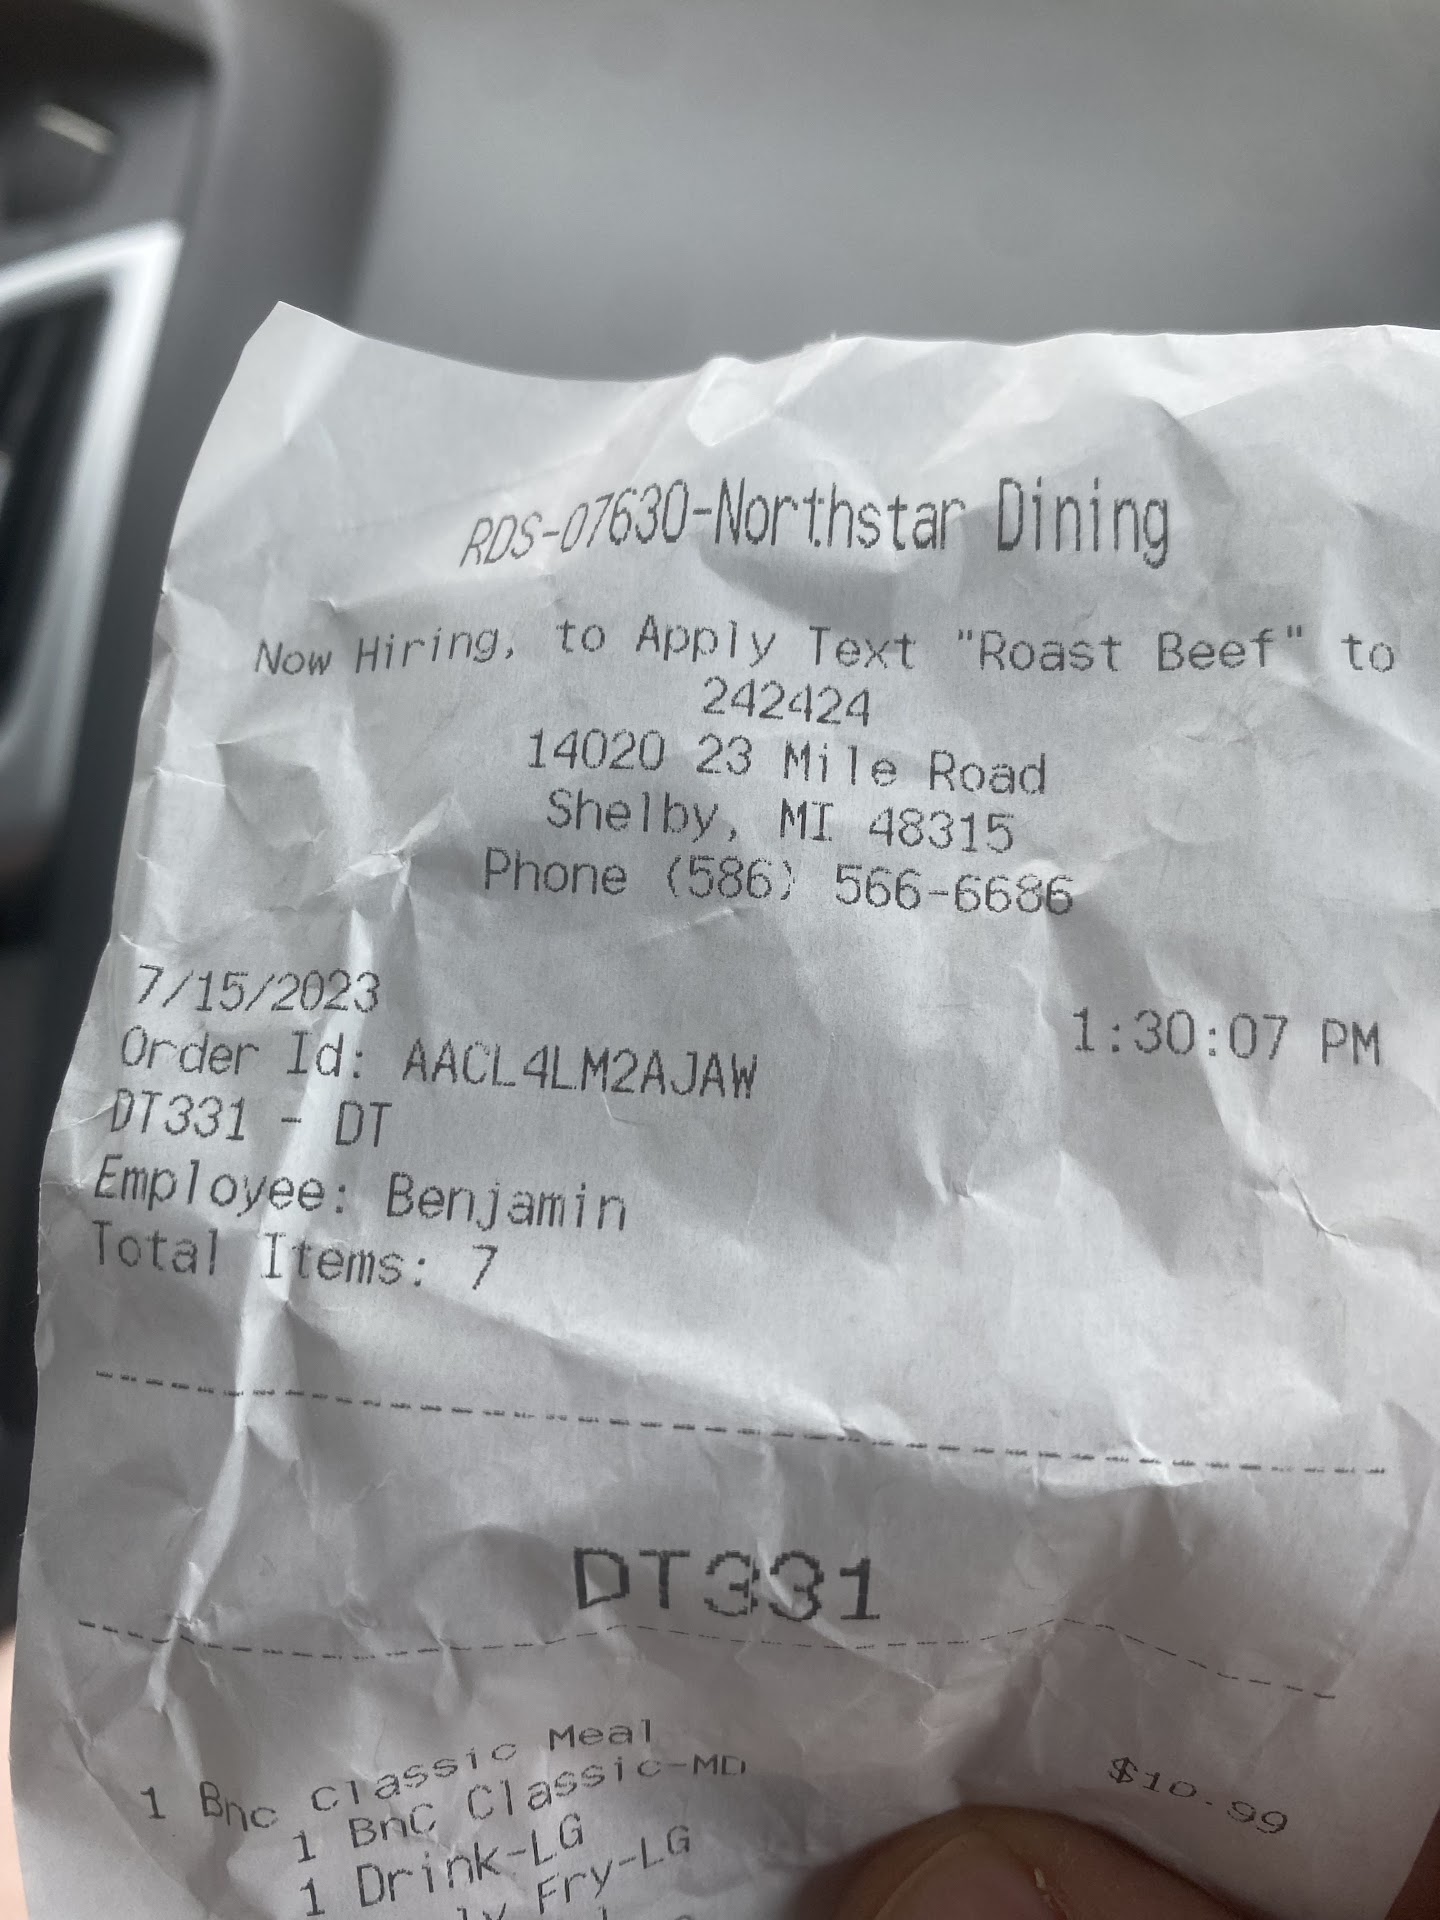 RDS-07630-Northstar Dining
Now Hiring, to Apply Text "Roast Beef" to
242424
14020 23 Mile Road
Shelby, MI 48315
Phone (586) 566-6686
7/15/2023
1:30:07 PM
Order Id: AACL4LM2AJAW
DT331 - DT
Employee: Benjamin
Total Items: 7
DT331
1 Bnc Classic Meal $10.99
1 BnC Classic-MD
1 Drink-LG
Fry-LG